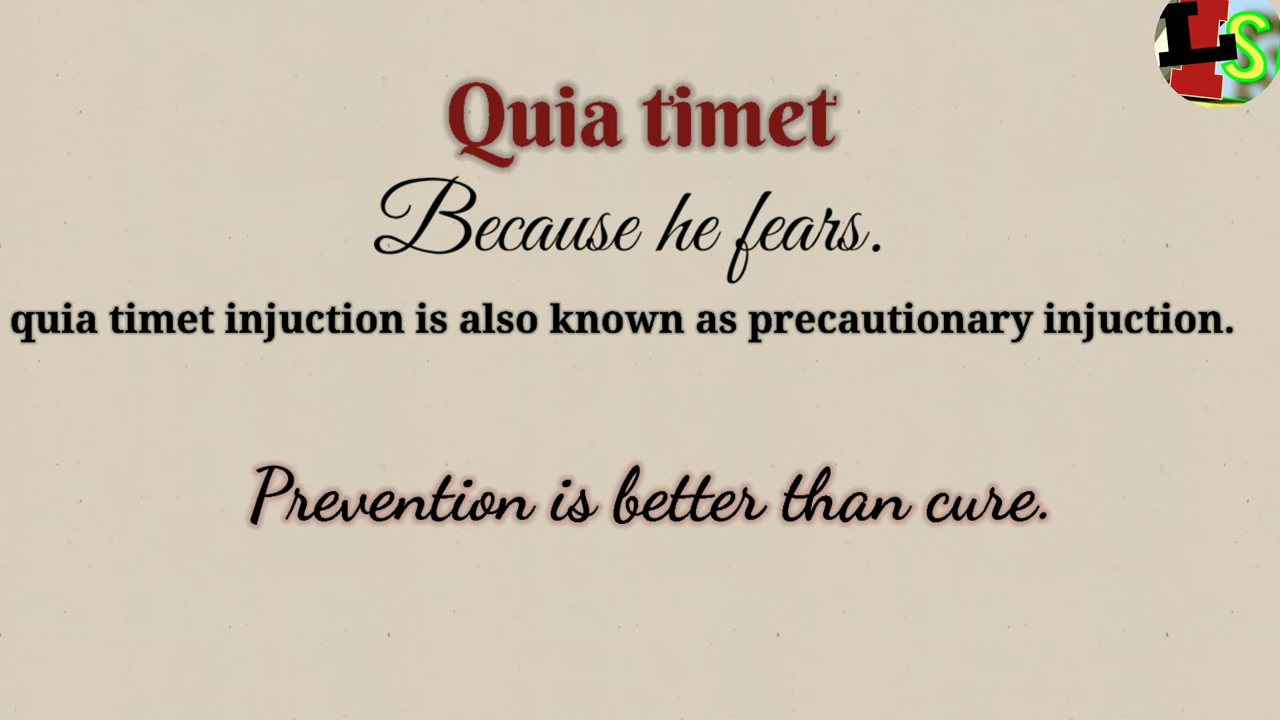 LS
Quia timet
Because he fears.
quia timet injuction is also known as precautionary injuction.
Prevention is better than cure.